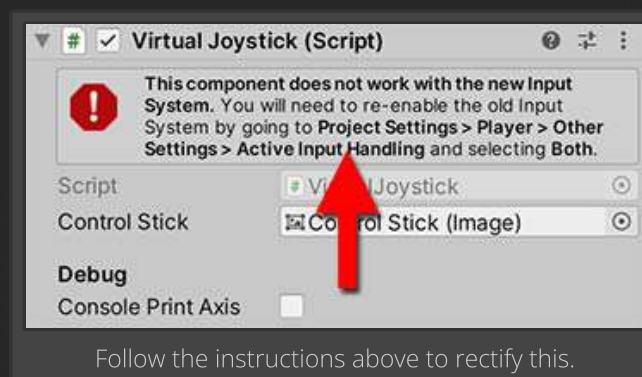 Virtual Joystick (Script)
This component does not work with the new Input
System. You will need to re-enable the old Input
System by going to Project Settings > Player > Other
Settings > Active Input Handling and selecting Both.
Script
Control Stick
Stick (Image)
Debug
Console Print Axis
Follow the instructions above to rectify this.